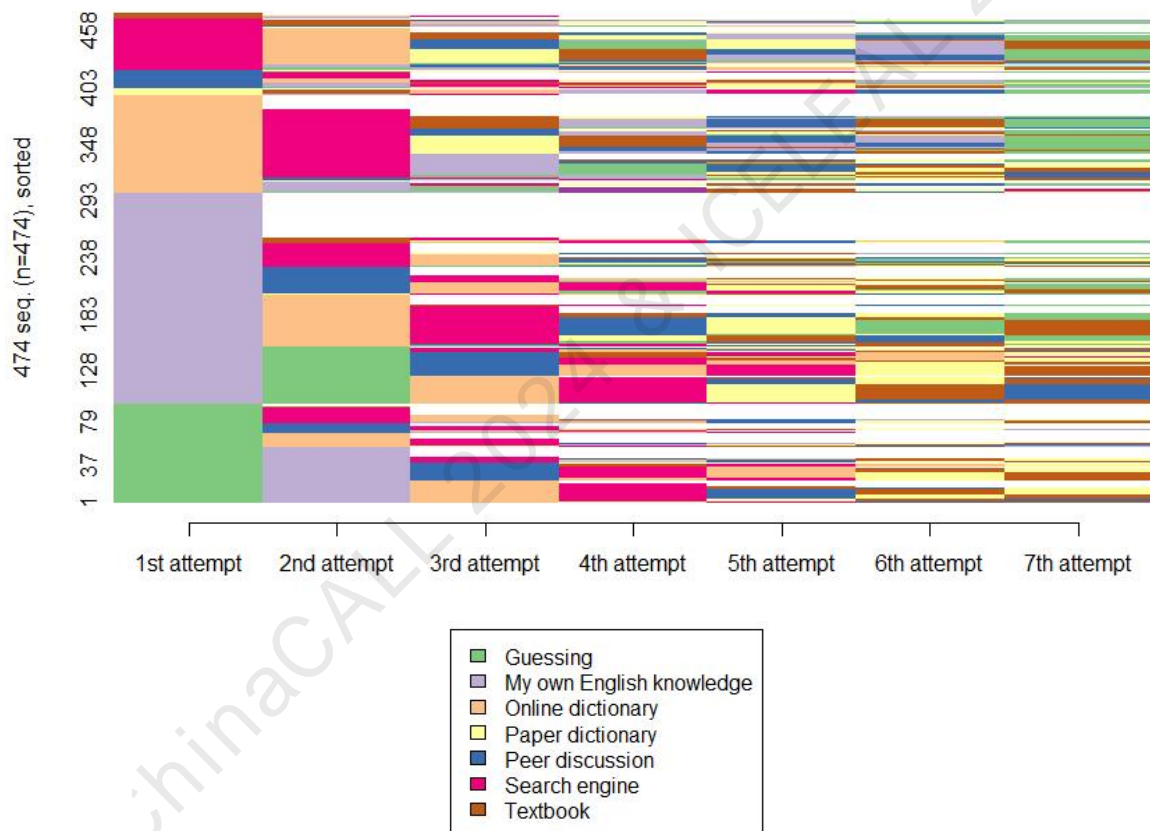 474 seq. (n=474), sorted
458
403
348
293
238
183
128
79
37
1
1st attempt 2nd attempt 3rd attempt 4th attempt 5th attempt 6th attempt 7th attempt
Guessing
My own English knowledge
Online dictionary
Paper dictionary
Peer discussion
Search engine
Textbook
hinaCALL 2024 & ICELEAL 2